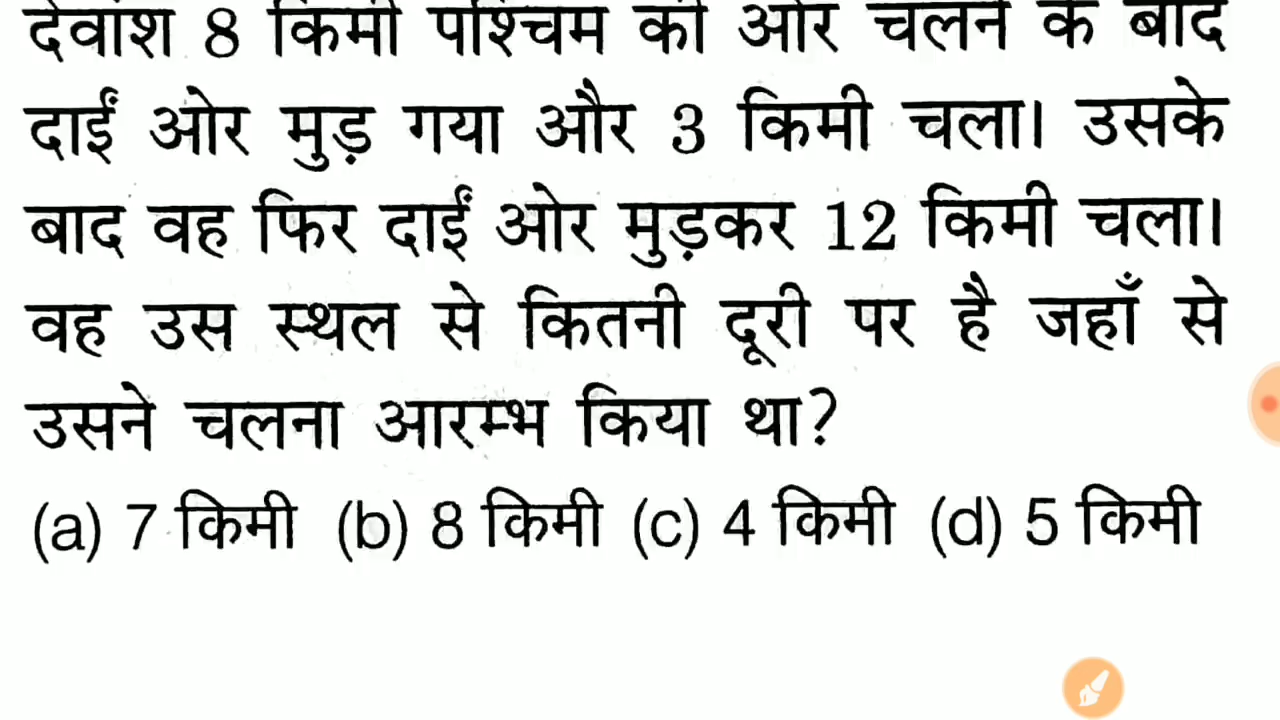 देवांश 8 किमी पश्चिम की ओर चलने के बाद
दाईं ओर मुड़ गया और 3 किमी चला। उसके
बाद वह फिर दाईं ओर मुड़कर 12 किमी चला।
वह उस स्थल से कितनी दूरी पर है जहाँ से
उसने चलना आरम्भ किया था?
(a) 7 किमी (b) 8 किमी (c) 4 किमी (d) 5 किमी